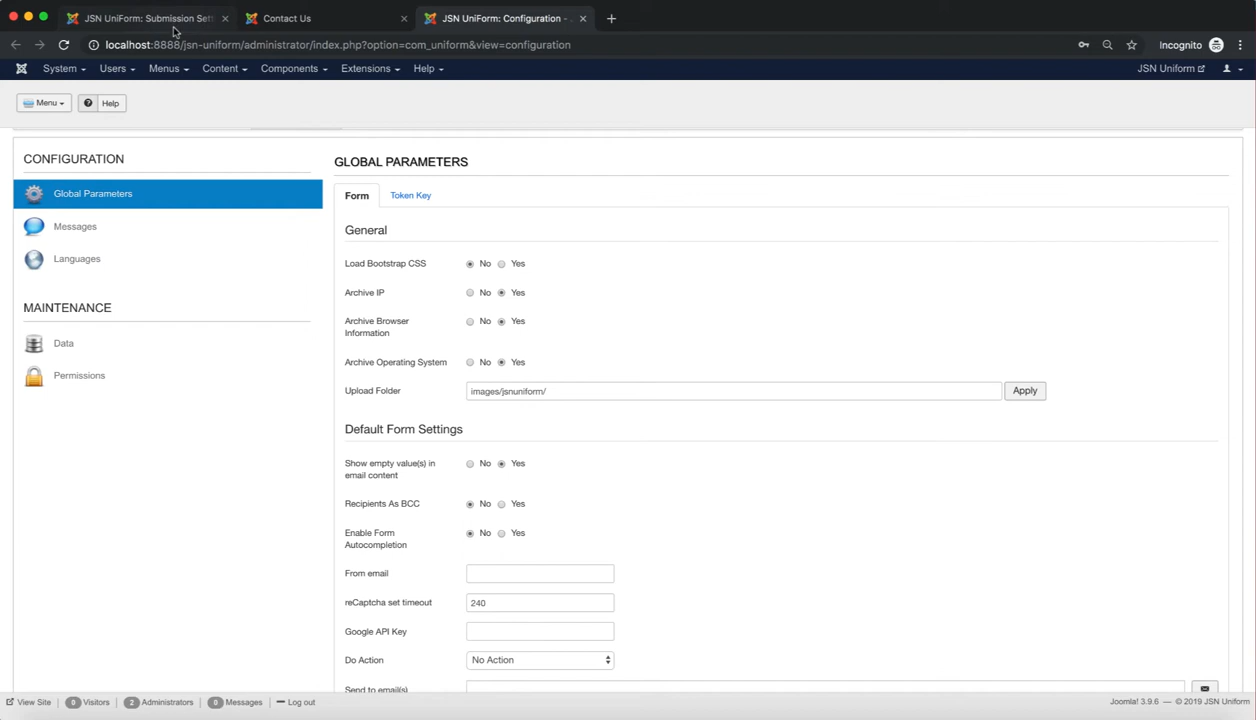 JSN UniForm: Submission Sett
Contact Us
JSN UniForm: Configuration -
localhost:8888/jsn-uniform/administrator/index.php?option=com_uniform&view=configuration
Incognito
System
Users
Menus
Content
Components
Extensions
Help
JSN Uniform
Menu
Help
CONFIGURATION
Global Parameters
Messages
Languages
MAINTENANCE
Data
Permissions
GLOBAL PARAMETERS
Form
Token Key
General
Load Bootstrap CSS
No
Yes
Archive IP
No
Yes
Archive Browser
Information
No
Yes
Archive Operating System
No
Yes
Upload Folder
images/jsnuniform/
Apply
Default Form Settings
Show empty value(s) in
email content
No
Yes
Recipients As BCC
No
Yes
Enable Form
Autocompletion
No
Yes
From email
reCaptcha set timeout
240
Google API Key
Do Action
No Action
Send to email(s)
View Site
0 Visitors
2 Administrators
0 Messages
Log out
Joomla! 3.9.6 — © 2019 JSN Uniform